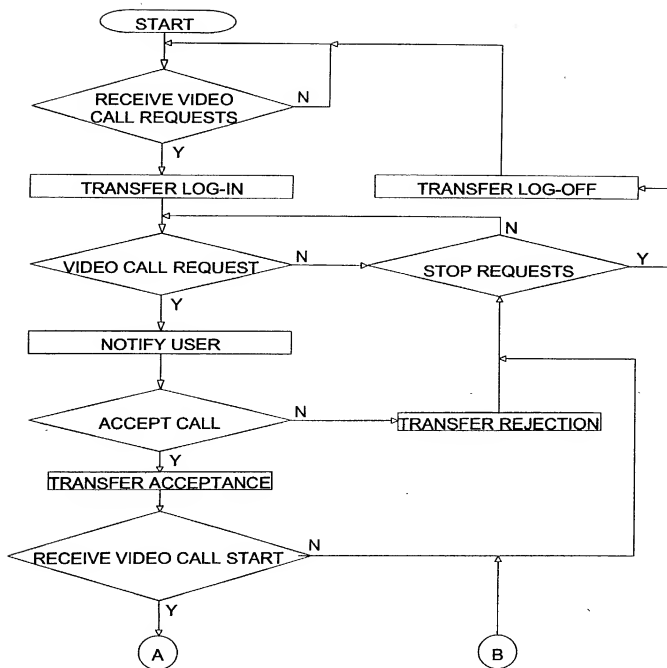 START
RECEIVE VIDEO
CALL REQUESTS
N
Y
TRANSFER LOG-IN
TRANSFER LOG-OFF
N
VIDEO CALL REQUEST
N
STOP REQUESTS
Y
Y
NOTIFY USER
ACCEPT CALL
N
TRANSFER REJECTION
Y
TRANSFER ACCEPTANCE
RECEIVE VIDEO CALL START
N
Y
A
B